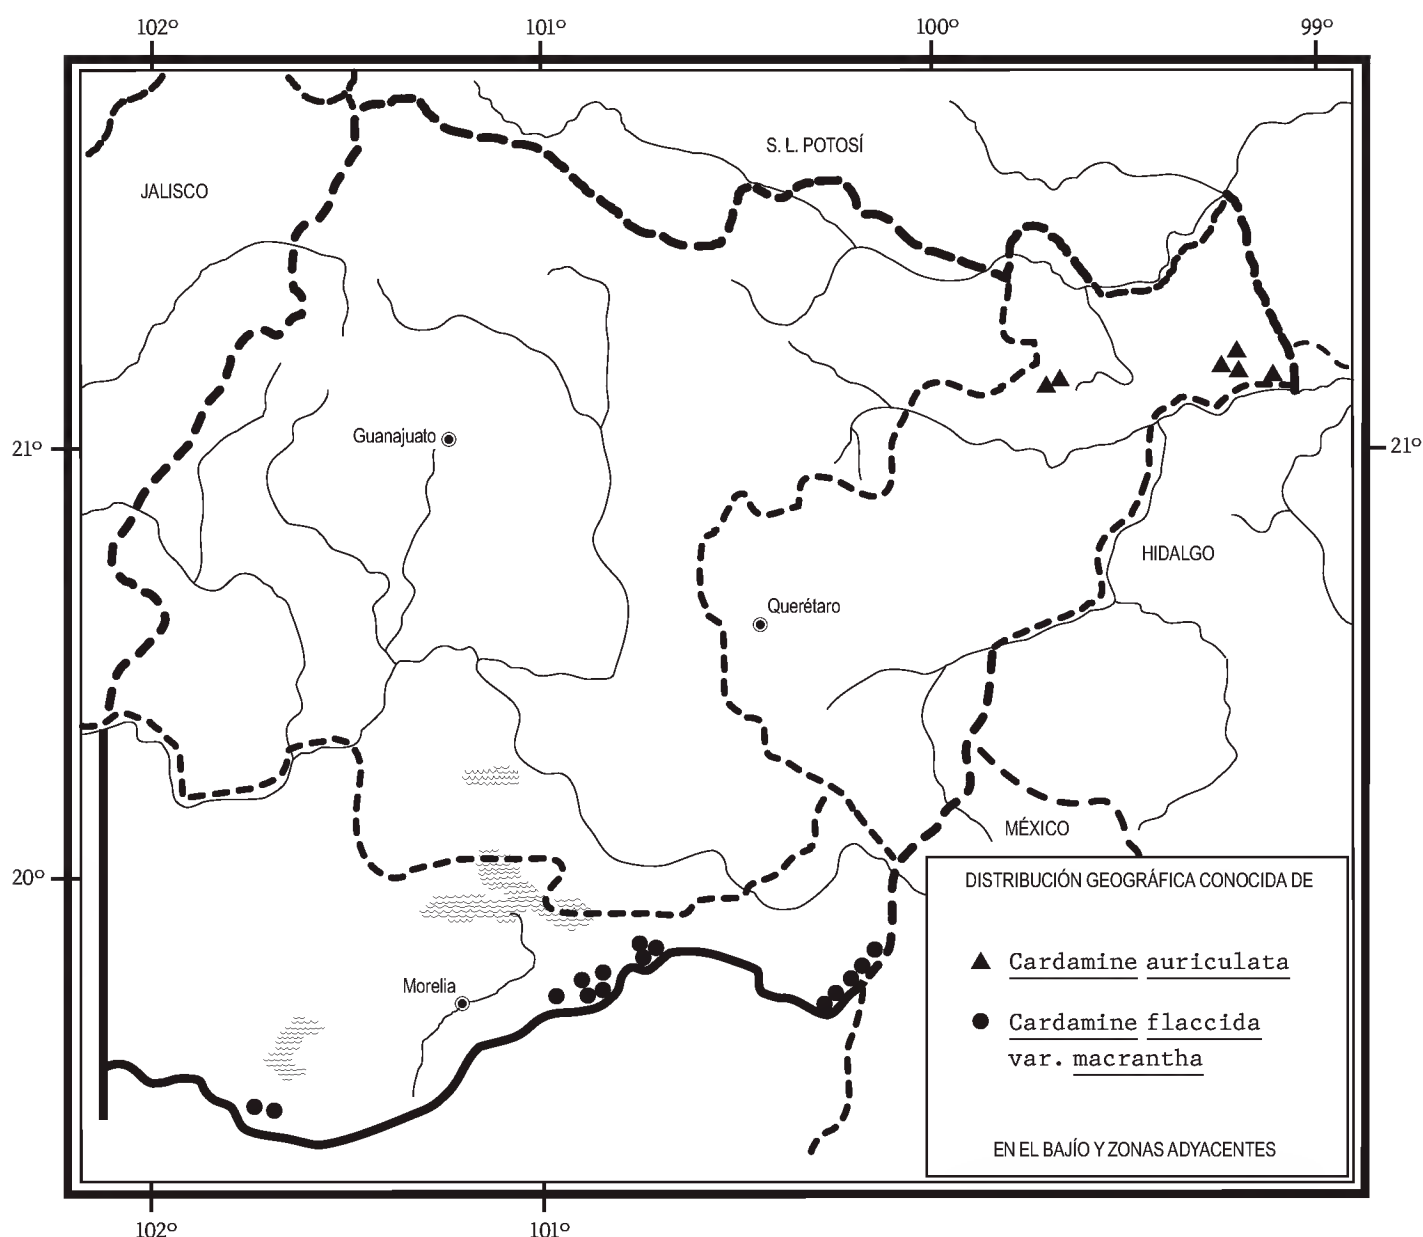 102º 101º 100º 99º
S. L. POTOSÍ
JALISCO
Guanajuato
21º
21º
HIDALGO
Querétaro
MÉXICO
20º
DISTRIBUCIÓN GEOGRÁFICA CONOCIDA DE
Cardamine auriculata
Morelia
Cardamine flaccida
var. macrantha
EN EL BAJÍO Y ZONAS ADYACENTES
102º 101º